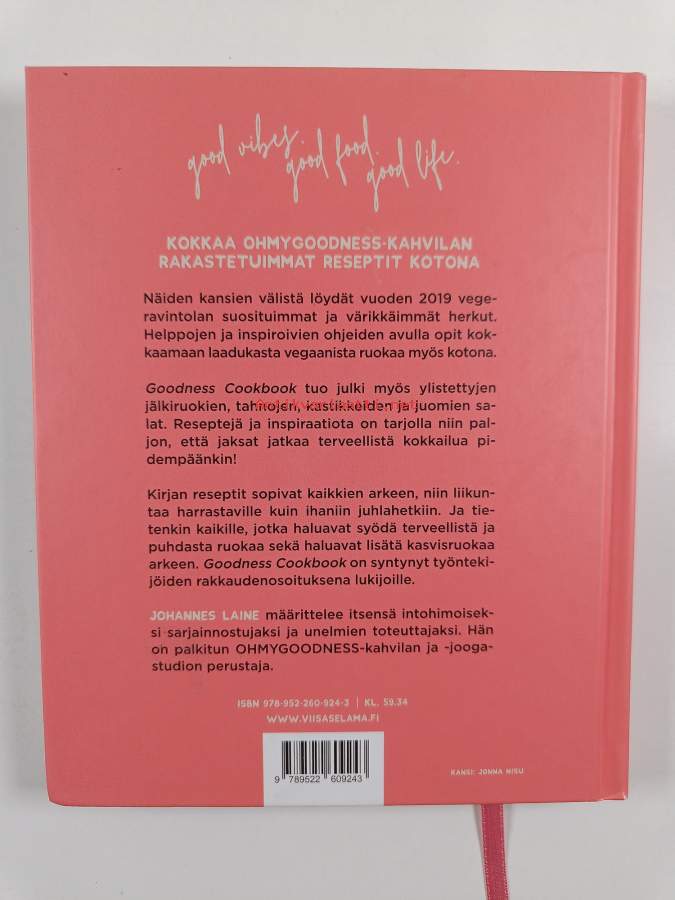 good vibes.
good food.
good life.
KOKKAA OHMYGOODNESS-KAHVILAN
RAKASTETUIMMAT RESEPTIT KOTONA
Näiden kansien välistä löydät vuoden 2019 vege-
ravintolan suosituimmat ja värikkäimmät herkut.
Helppojen ja inspiroivien ohjeiden avulla opit kok-
kaamaan laadukasta vegaanista ruokaa myös kotona.
Goodness Cookbook tuo julki myös ylistettyjen
jälkiruokien, tahnojen, kastikkeiden ja juomien sa-
lat. Reseptejä ja inspiraatiota on tarjolla niin pal-
jon, että jaksat jatkaa terveellistä kokkailua pi-
dempäänkin!
Kirjan reseptit sopivat kaikkien arkeen, niin liikun-
taa harrastaville kuin ihaniin juhlahetkiin. Ja tie-
tenkin kaikille, jotka haluavat syödä terveellistä ja
puhdasta ruokaa sekä haluavat lisätä kasvisruokaa
arkeen. Goodness Cookbook on syntynyt työnteki-
jöiden rakkaudenosoituksena lukijoille.
JOHANNES LAINE määrittelee itsensä intohimoisek-
si sarjainnostujaksi ja unelmien toteuttajaksi. Hän
on palkitun OHMYGOODNESS-kahvilan ja -jooga-
studion perustaja.
ISBN 978-952-260-924-3 | KL. 59.34
WWW.VIISASELAMA.FI
9 789522 609243
KANSI: JONNA NISU